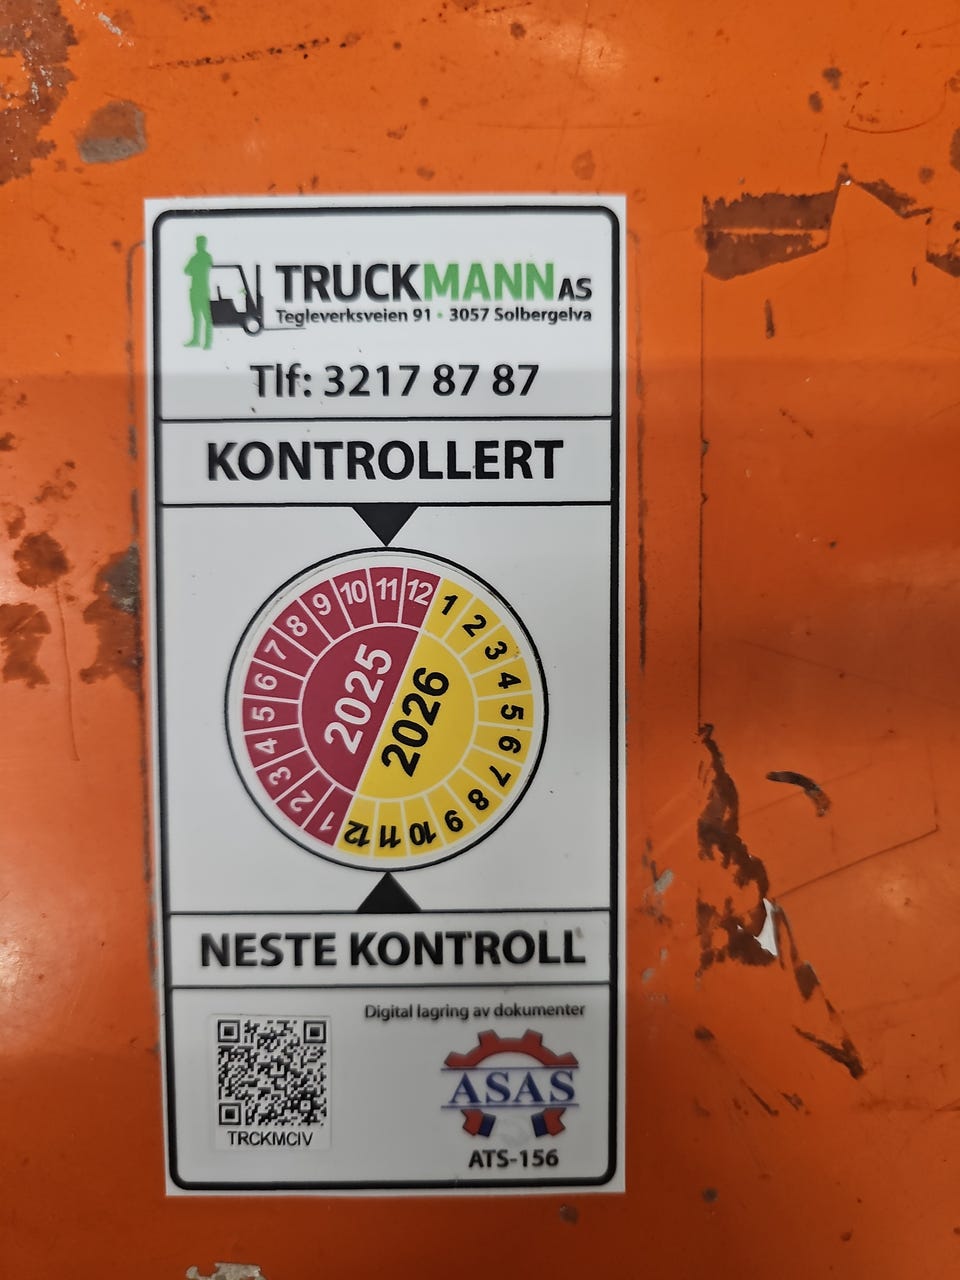 TRUCKMANN AS
Tegleverksveien 91 • 3057 Solbergelva
Tlf: 3217 87 87
KONTROLLERT
1 2 3 4 5 6 7 8 9 10 11 12
2025
1 2 3 4 5 6 7 8 9 10 11 12
2026
NESTE KONTROLL
Digital lagring av dokumenter
ASAS
ATS-156
TRCKMCIV